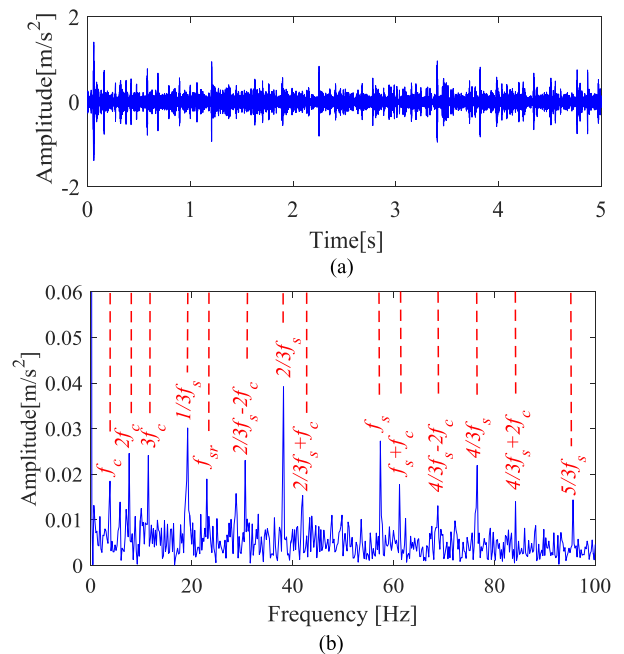 2
0
-2
Amplitude[m/s²]
0 1 2 3 4 5
Time[s]
(a)
0.06
0.05
0.04
0.03
0.02
0.01
0
Amplitude[m/s²]
f_c
2f_c
3f_c
1/3f_s
f_sr
2/3f_s-2f_c
2/3f_s
2/3f_s+f_c
f_s
f_s+f_c
4/3f_s-2f_c
4/3f_s
4/3f_s+2f_c
5/3f_s
0 20 40 60 80 100
Frequency [Hz]
(b)